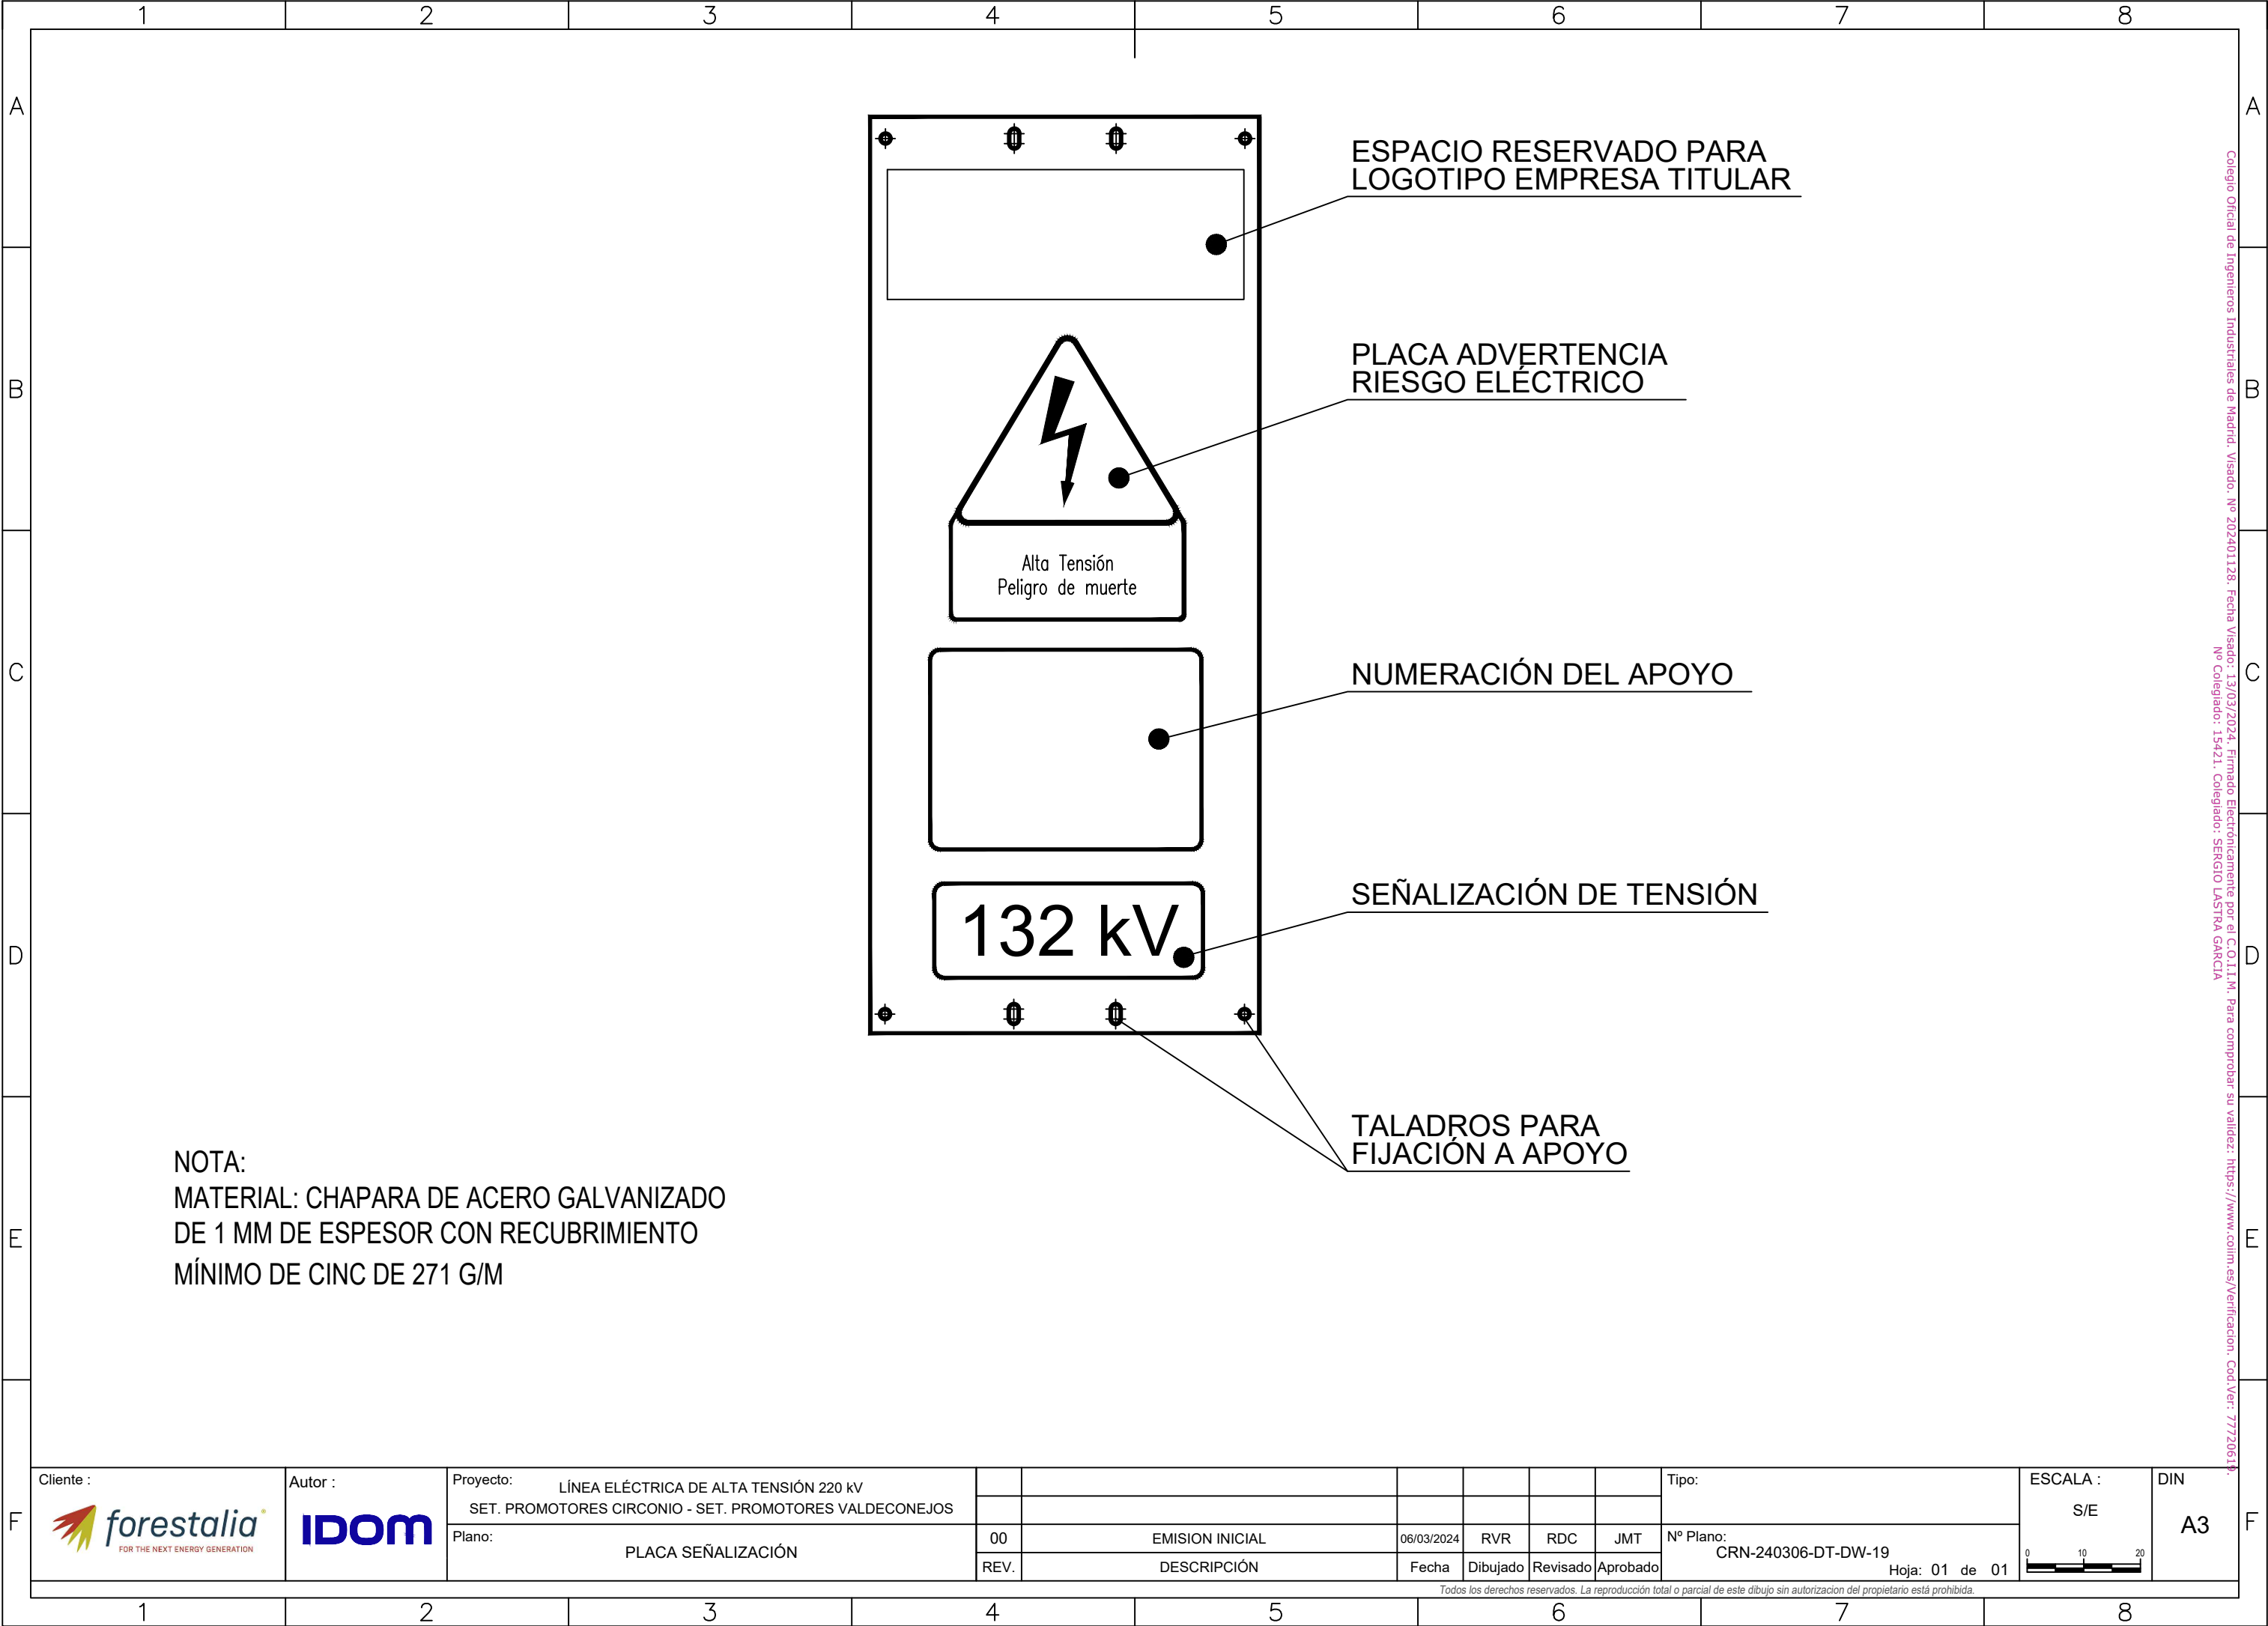 1 2 3 4 5 6 7 8
A A
B B
C C
D D
E E
F F
ESPACIO RESERVADO PARA
LOGOTIPO EMPRESA TITULAR
PLACA ADVERTENCIA
RIESGO ELÉCTRICO
Alta Tensión
Peligro de muerte
NUMERACIÓN DEL APOYO
SEÑALIZACIÓN DE TENSIÓN
132 kV
TALADROS PARA
FIJACIÓN A APOYO
NOTA:
MATERIAL: CHAPARA DE ACERO GALVANIZADO
DE 1 MM DE ESPESOR CON RECUBRIMIENTO
MÍNIMO DE CINC DE 271 G/M
Colegio Oficial de Ingenieros Industriales de Madrid. Visado. Nº 202401128. Fecha Visado: 13/03/2024. Firmado Electrónicamente por el C.O.I.I.M. Para comprobar su validez: https://www.coiim.es/Verificacion. Cod.Ver: 77720619.
Nº Colegiado: 15421. Colegiado: SERGIO LASTRA GARCIA
Cliente :
forestalia
FOR THE NEXT ENERGY GENERATION
Autor :
IDOM
Proyecto:
LÍNEA ELÉCTRICA DE ALTA TENSIÓN 220 kV
SET. PROMOTORES CIRCONIO - SET. PROMOTORES VALDECONEJOS
Plano:
PLACA SEÑALIZACIÓN
00 EMISION INICIAL 06/03/2024 RVR RDC JMT
REV. DESCRIPCIÓN Fecha Dibujado Revisado Aprobado
Tipo:
Nº Plano:
CRN-240306-DT-DW-19
Hoja: 01 de 01
ESCALA :
S/E
0 10 20
DIN
A3
Todos los derechos reservados. La reproducción total o parcial de este dibujo sin autorizacion del propietario está prohibida.
1 2 3 4 5 6 7 8